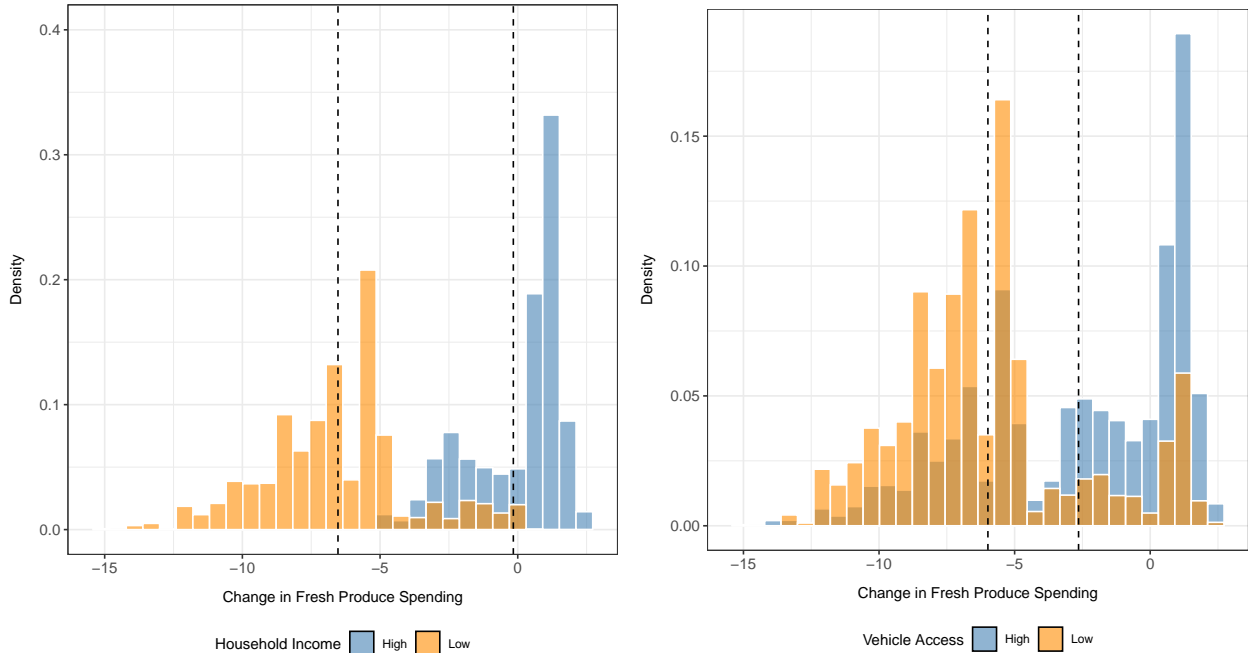 0.4
0.3
0.2
0.1
0.0
Density
−15 −10 −5 0
Change in Fresh Produce Spending
Household Income High Low
0.15
0.10
0.05
0.00
Density
−15 −10 −5 0
Change in Fresh Produce Spending
Vehicle Access High Low